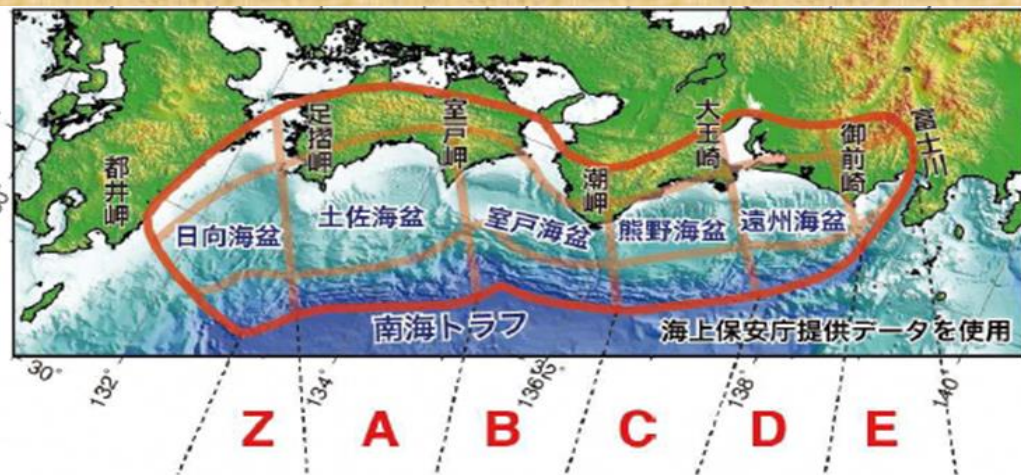 都井岬
足摺岬
室戸岬
潮岬
大王崎
御前崎
富士川
日向海盆
土佐海盆
室戸海盆
熊野海盆
遠州海盆
南海トラフ
海上保安庁提供データを使用
30°
132°
134°
136°
138°
140°
Z
A
B
C
D
E